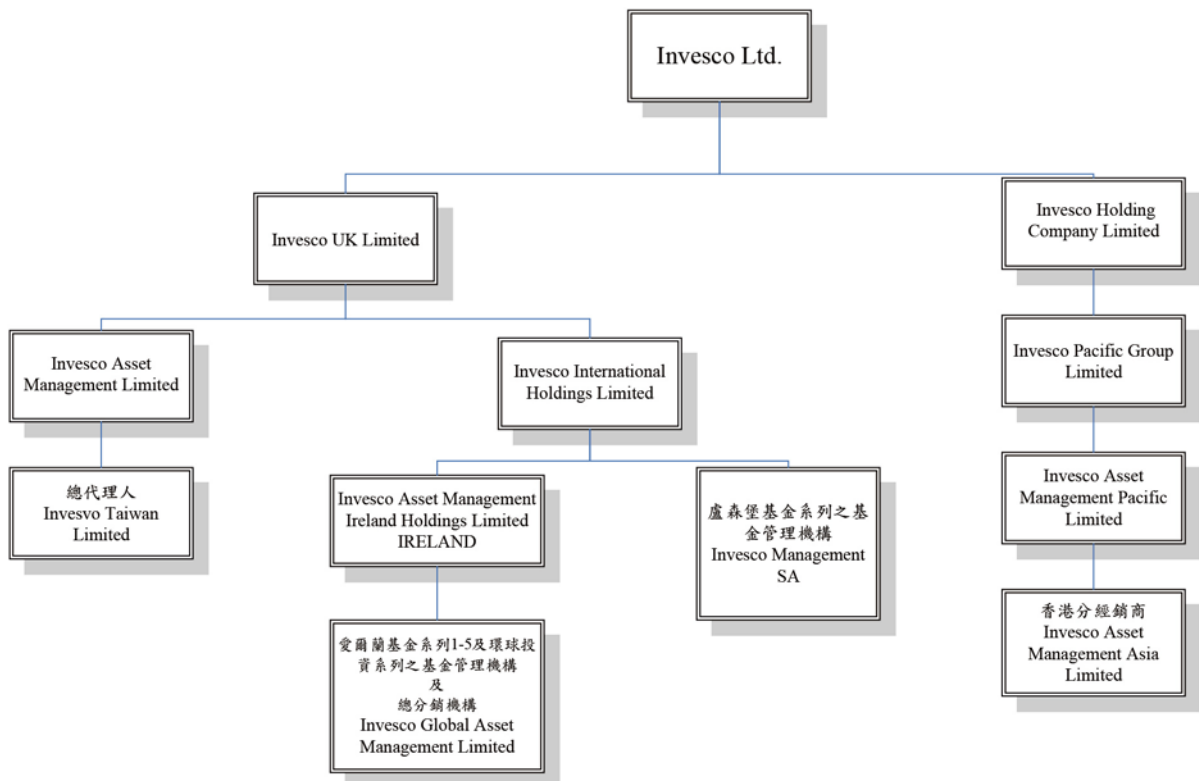 Invesco Ltd.
Invesco UK Limited
Invesco Holding
Company Limited
Invesco Asset
Management Limited
Invesco International
Holdings Limited
Invesco Pacific Group
Limited
總代理人
Invesvo Taiwan
Limited
Invesco Asset Management
Ireland Holdings Limited
IRELAND
盧森堡基金系列之基
金管理機構
Invesco Management
SA
Invesco Asset
Management Pacific
Limited
愛爾蘭基金系列1-5及環球投
資系列之基金管理機構
及
總分銷機構
Invesco Global Asset
Management Limited
香港分經銷商
Invesco Asset
Management Asia
Limited